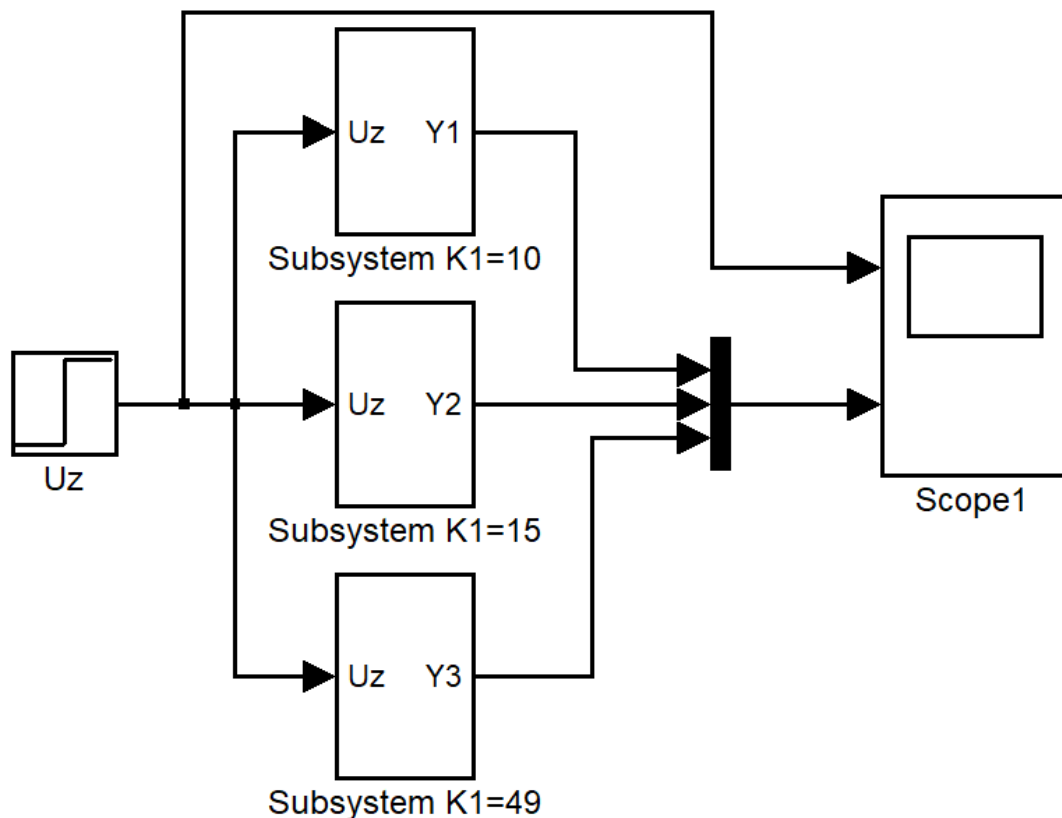 Uz Y1
Subsystem K1=10
Uz Y2
Subsystem K1=15
Uz Y3
Subsystem K1=49
Uz
Scope1